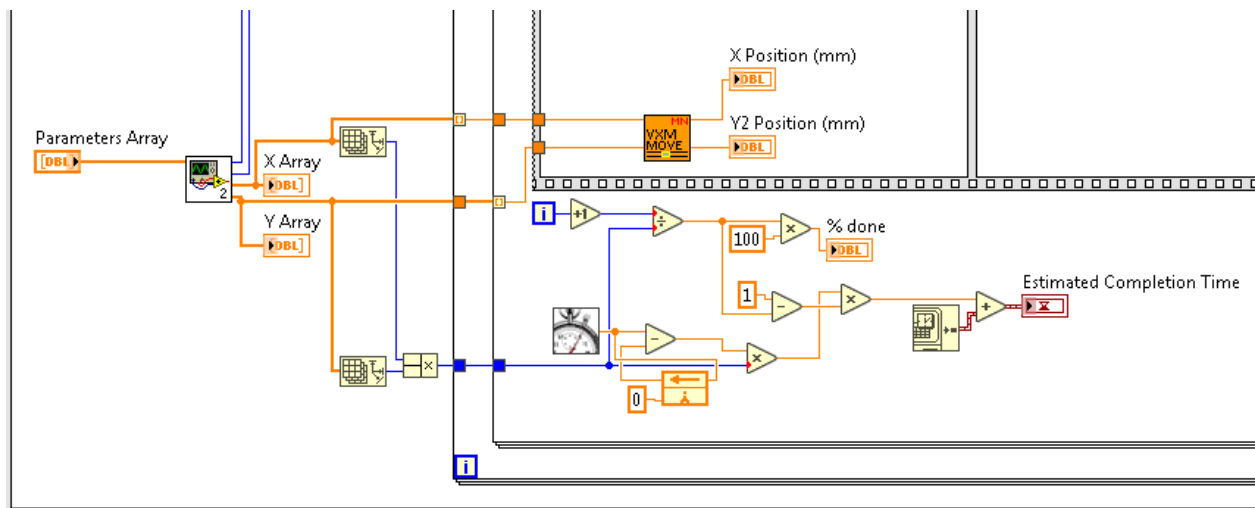 X Position (mm)
DBL
MN
VXM
MOVE
Y2 Position (mm)
DBL
Parameters Array
[DBL]
2
X Array
DBL]
Y Array
DBL]
i
+1
÷
100
×
% done
DBL
1
−
×
Estimated Completion Time
+
−
×
×
0
i